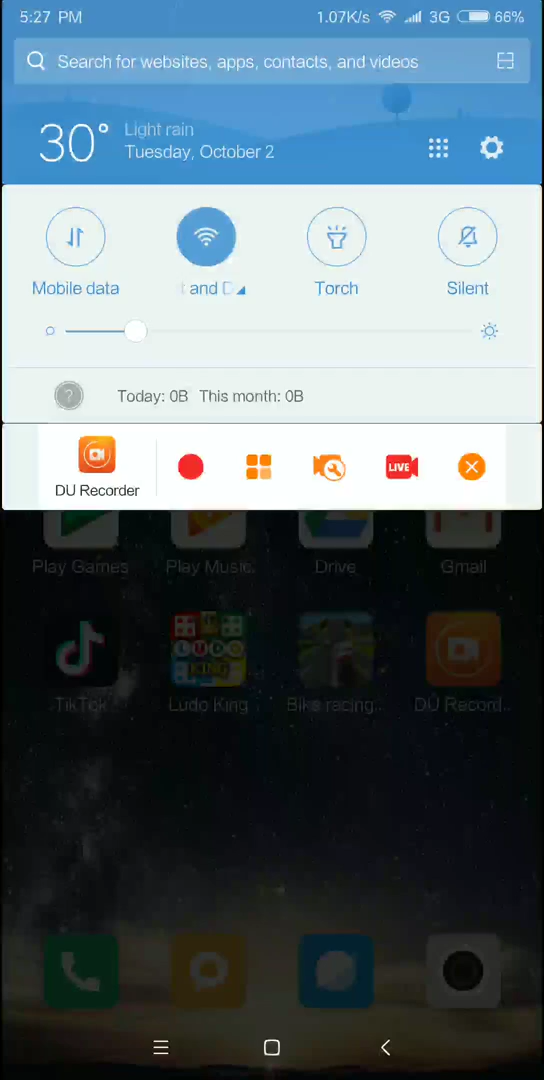 5:27 PM 1.07K/s 3G 66%
Search for websites, apps, contacts, and videos
30°
Light rain
Tuesday, October 2
Mobile data
and
Torch
Silent
Today: 0B This month: 0B
DU Recorder
LIVE
Play Games
Play Music
Drive
Gmail
LUDO
KING
TikTok
Ludo King
Bike racing..
DU Record..